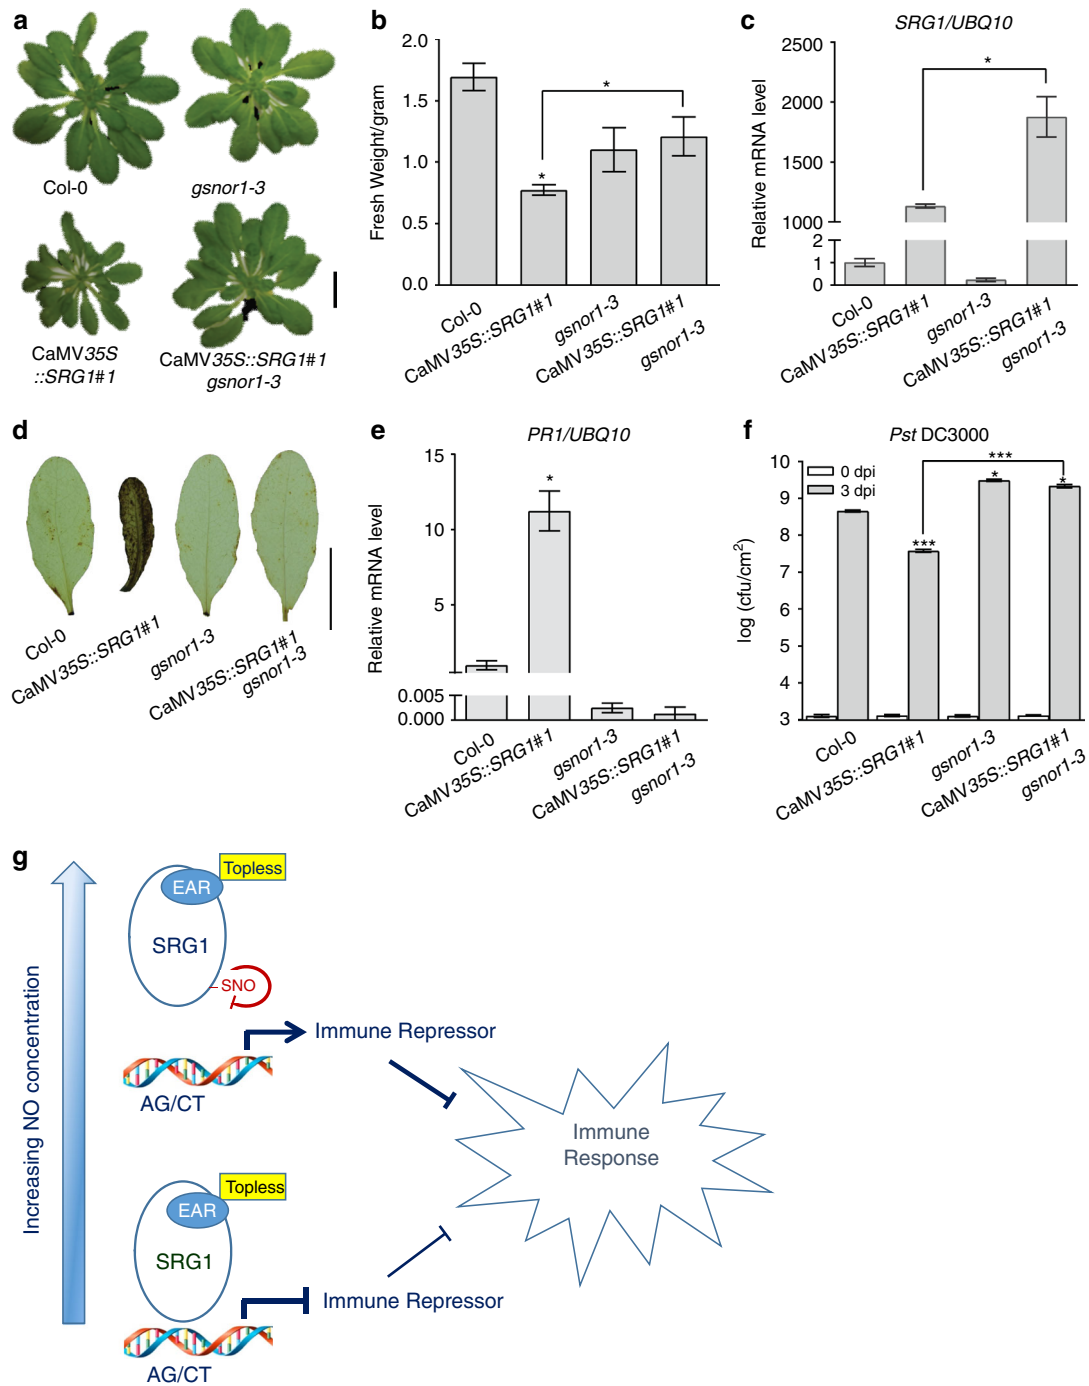 a
Col-0
gsnor1-3
CaMV35S
::SRG1#1
CaMV35S::SRG1#1
gsnor1-3
b
Fresh Weight/gram
2.0
1.5
1.0
0.5
0.0
*
*
Col-0
CaMV35S::SRG1#1
gsnor1-3
CaMV35S::SRG1#1
gsnor1-3
c
SRG1/UBQ10
Relative mRNA level
2500
2000
1500
1000
2
1
0
*
Col-0
CaMV35S::SRG1#1
gsnor1-3
CaMV35S::SRG1#1
gsnor1-3
d
Col-0
CaMV35S::SRG1#1
gsnor1-3
CaMV35S::SRG1#1
gsnor1-3
e
PR1/UBQ10
Relative mRNA level
15
10
5
0.005
0.000
*
Col-0
CaMV35S::SRG1#1
gsnor1-3
CaMV35S::SRG1#1
gsnor1-3
f
Pst DC3000
log (cfu/cm²)
10
9
8
7
6
5
4
3
0 dpi
3 dpi
***
*
*
***
Col-0
CaMV35S::SRG1#1
gsnor1-3
CaMV35S::SRG1#1
gsnor1-3
g
Increasing NO concentration
Topless
EAR
SRG1
SNO
Immune Repressor
AG/CT
Immune
Response
Topless
EAR
SRG1
Immune Repressor
AG/CT